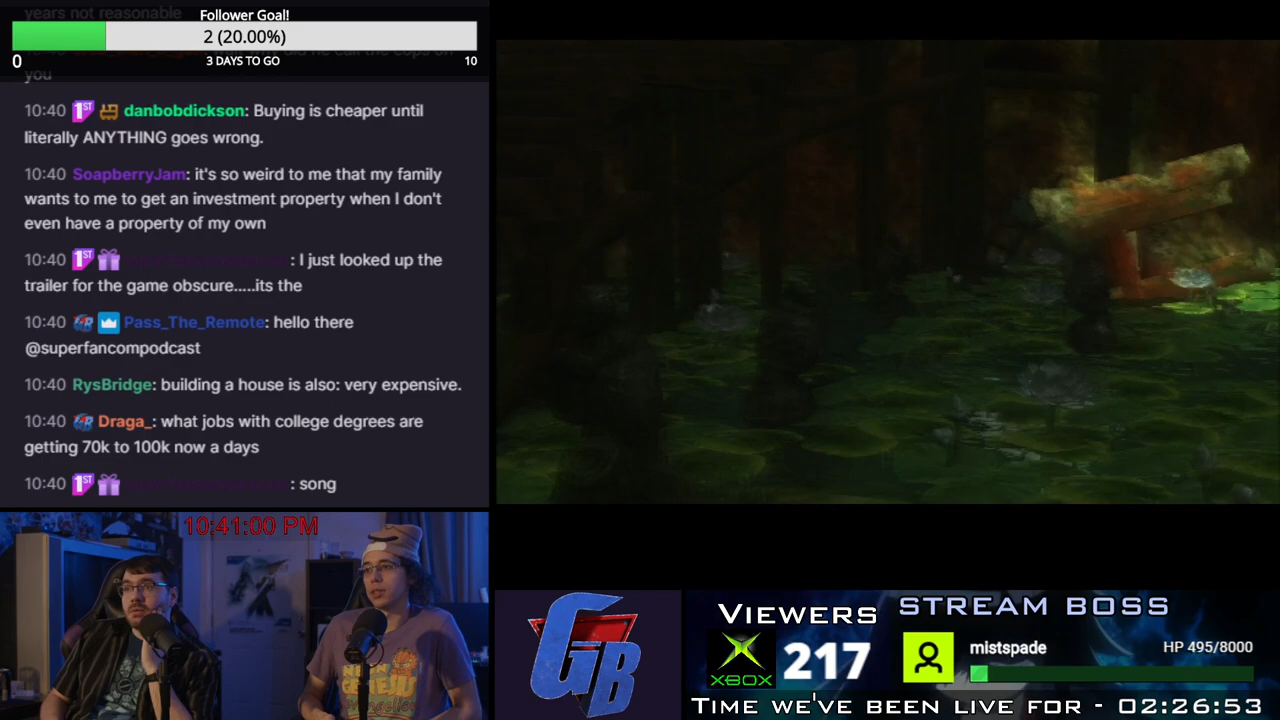 years not reasonable
Follower Goal!
2 (20.00%)
0 3 DAYS TO GO 10
you
10:40 danbobdickson: Buying is cheaper until
literally ANYTHING goes wrong.
10:40 SoapberryJam: it's so weird to me that my family
wants to me to get an investment property when I don't
even have a property of my own
10:40 : I just looked up the
trailer for the game obscure.....its the
10:40 Pass_The_Remote: hello there
@superfancompodcast
10:40 RysBridge: building a house is also: very expensive.
10:40 Draga_: what jobs with college degrees are
getting 70k to 100k now a days
10:40 : song
10:41:00 PM
GB
VIEWERS
XBOX
217
STREAM BOSS
mistspade HP 495/8000
TIME WE'VE BEEN LIVE FOR - 02:26:53